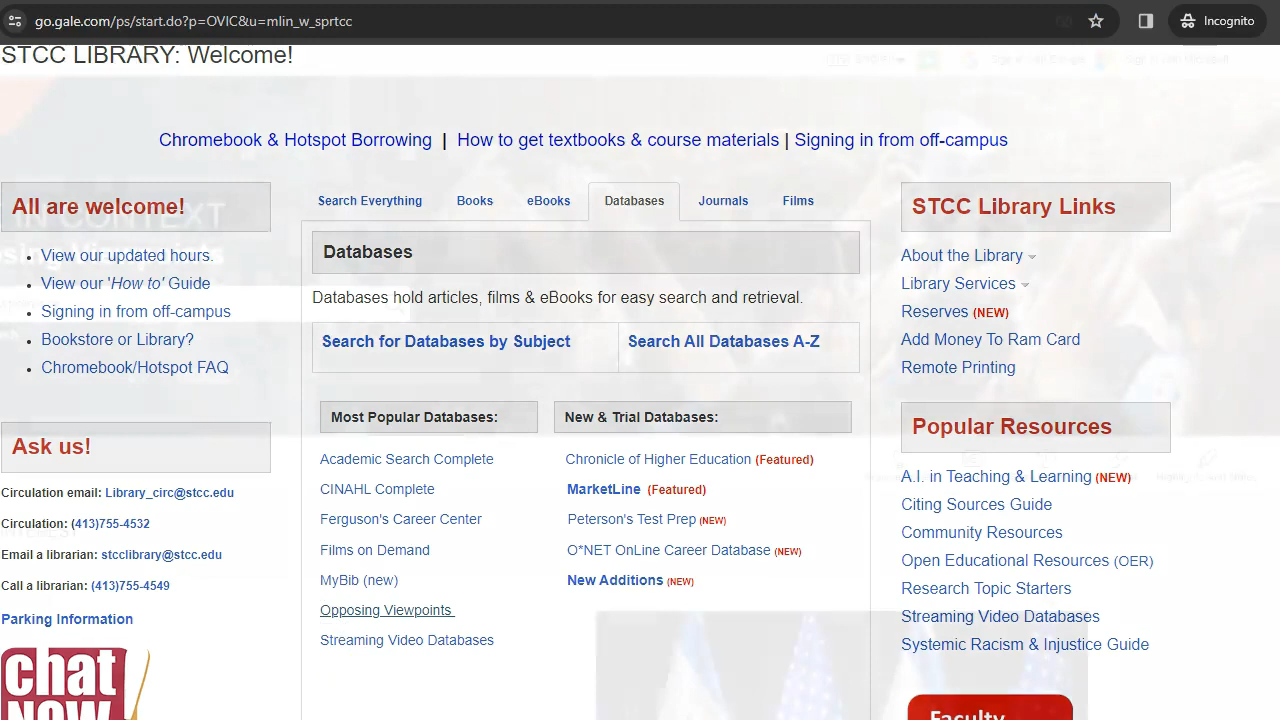 go.gale.com/ps/start.do?p=OVIC&u=mlin_w_sprtcc
Incognito
STCC LIBRARY: Welcome!
Chromebook & Hotspot Borrowing | How to get textbooks & course materials | Signing in from off-campus
All are welcome!
View our updated hours.
View our 'How to' Guide
Signing in from off-campus
Bookstore or Library?
Chromebook/Hotspot FAQ
Ask us!
Circulation email: Library_circ@stcc.edu
Circulation: (413)755-4532
Email a librarian: stcclibrary@stcc.edu
Call a librarian: (413)755-4549
Parking Information
chat
NOW
Search Everything
Books
eBooks
Databases
Journals
Films
Databases
Databases hold articles, films & eBooks for easy search and retrieval.
Search for Databases by Subject
Search All Databases A-Z
Most Popular Databases:
Academic Search Complete
CINAHL Complete
Ferguson's Career Center
Films on Demand
MyBib (new)
Opposing Viewpoints
Streaming Video Databases
New & Trial Databases:
Chronicle of Higher Education (Featured)
MarketLine (Featured)
Peterson's Test Prep (NEW)
O*NET OnLine Career Database (NEW)
New Additions (NEW)
STCC Library Links
About the Library
Library Services
Reserves (NEW)
Add Money To Ram Card
Remote Printing
Popular Resources
A.I. in Teaching & Learning (NEW)
Citing Sources Guide
Community Resources
Open Educational Resources (OER)
Research Topic Starters
Streaming Video Databases
Systemic Racism & Injustice Guide
Faculty
IN CONTEXT